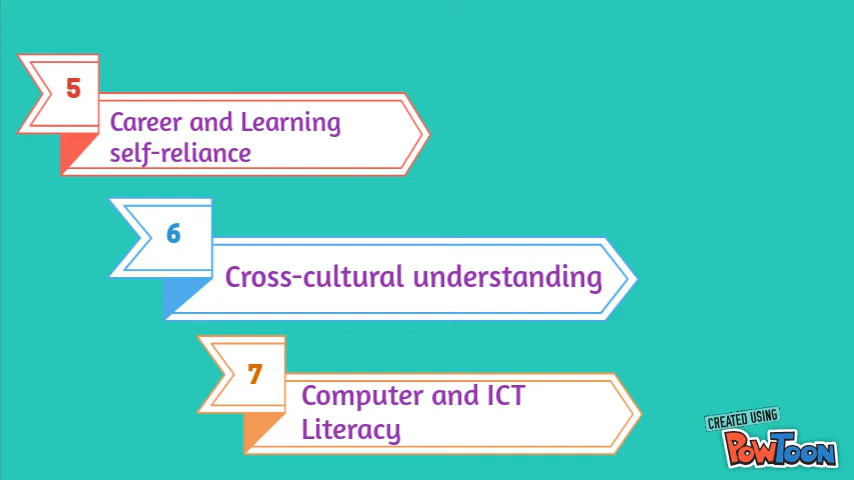 5
Career and Learning
self-reliance
6
Cross-cultural understanding
7
Computer and ICT
Literacy
CREATED USING
POWTOON